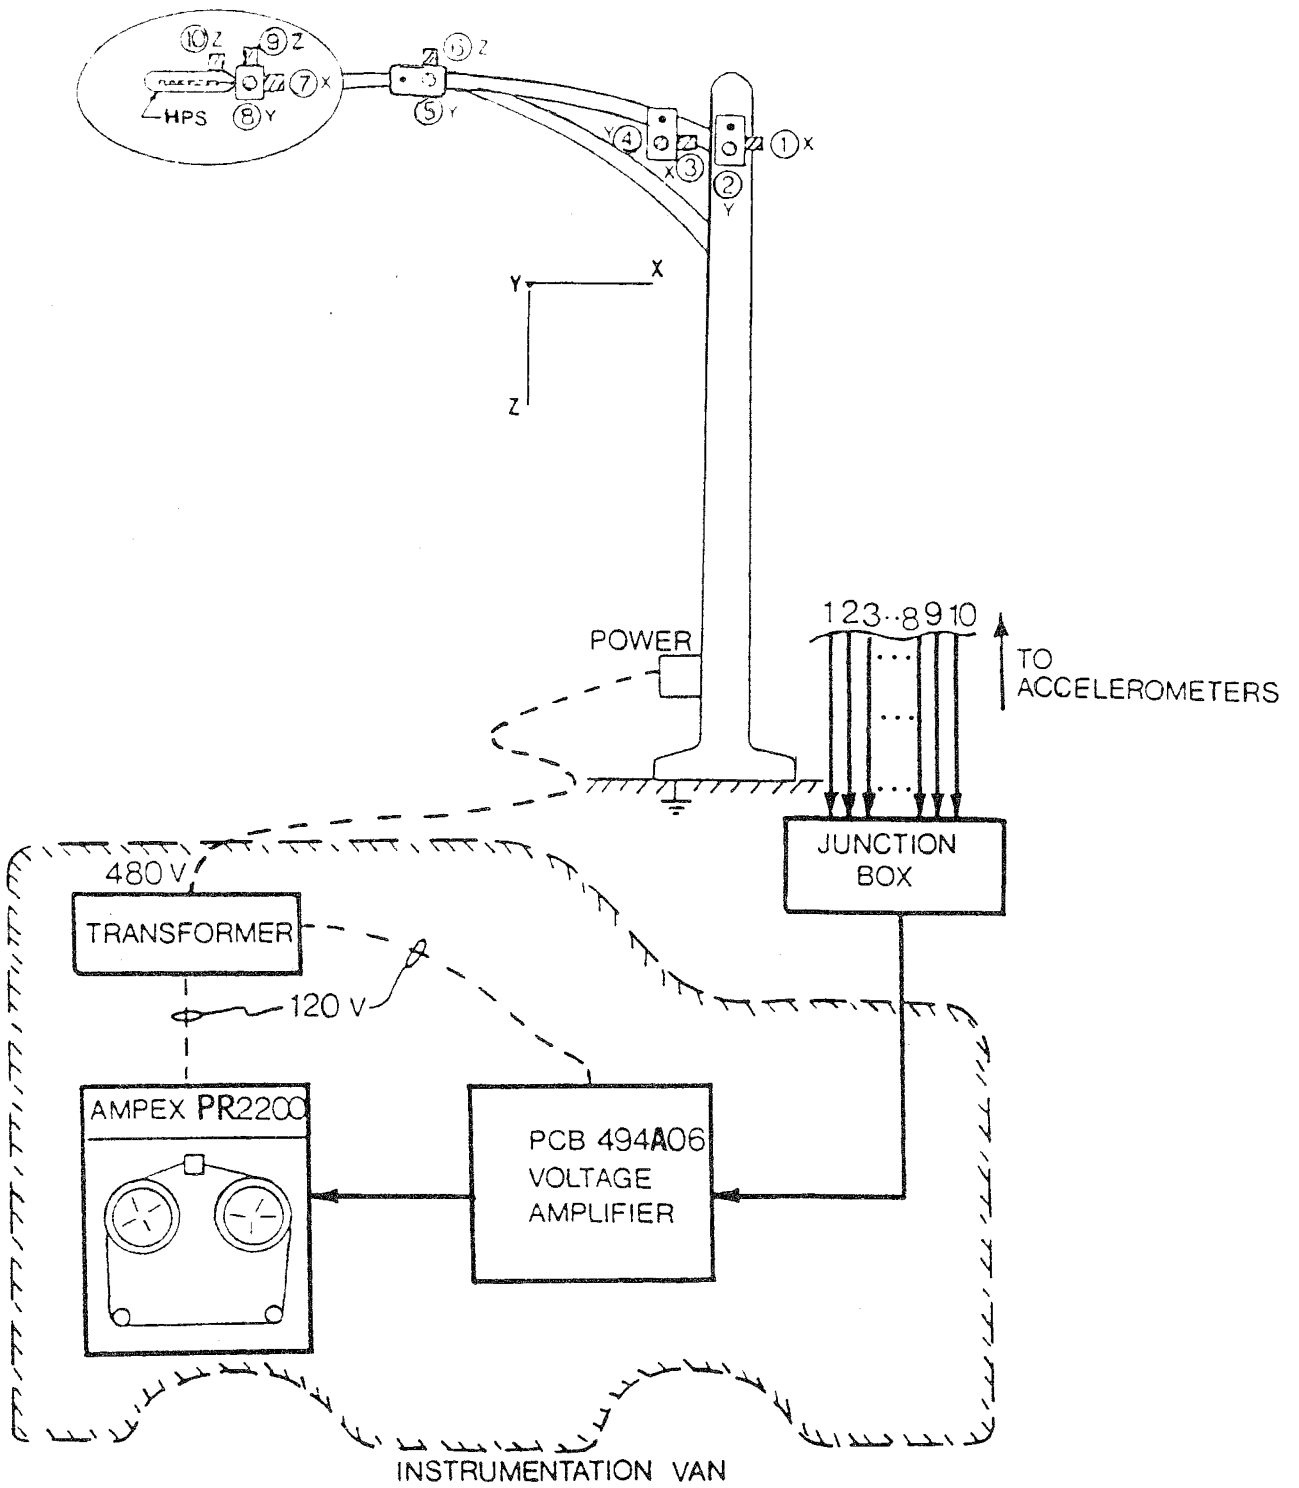 10 Z 9 Z
7 X
HPS
8 Y
6 Z
5 Y
Y 4
X 3
1 X
2
Y
Y X
Z
POWER
1 2 3 ·· 8 9 10
TO
ACCELEROMETERS
JUNCTION
BOX
480 V
TRANSFORMER
120 V
AMPEX PR2200
PCB 494A06
VOLTAGE
AMPLIFIER
INSTRUMENTATION VAN